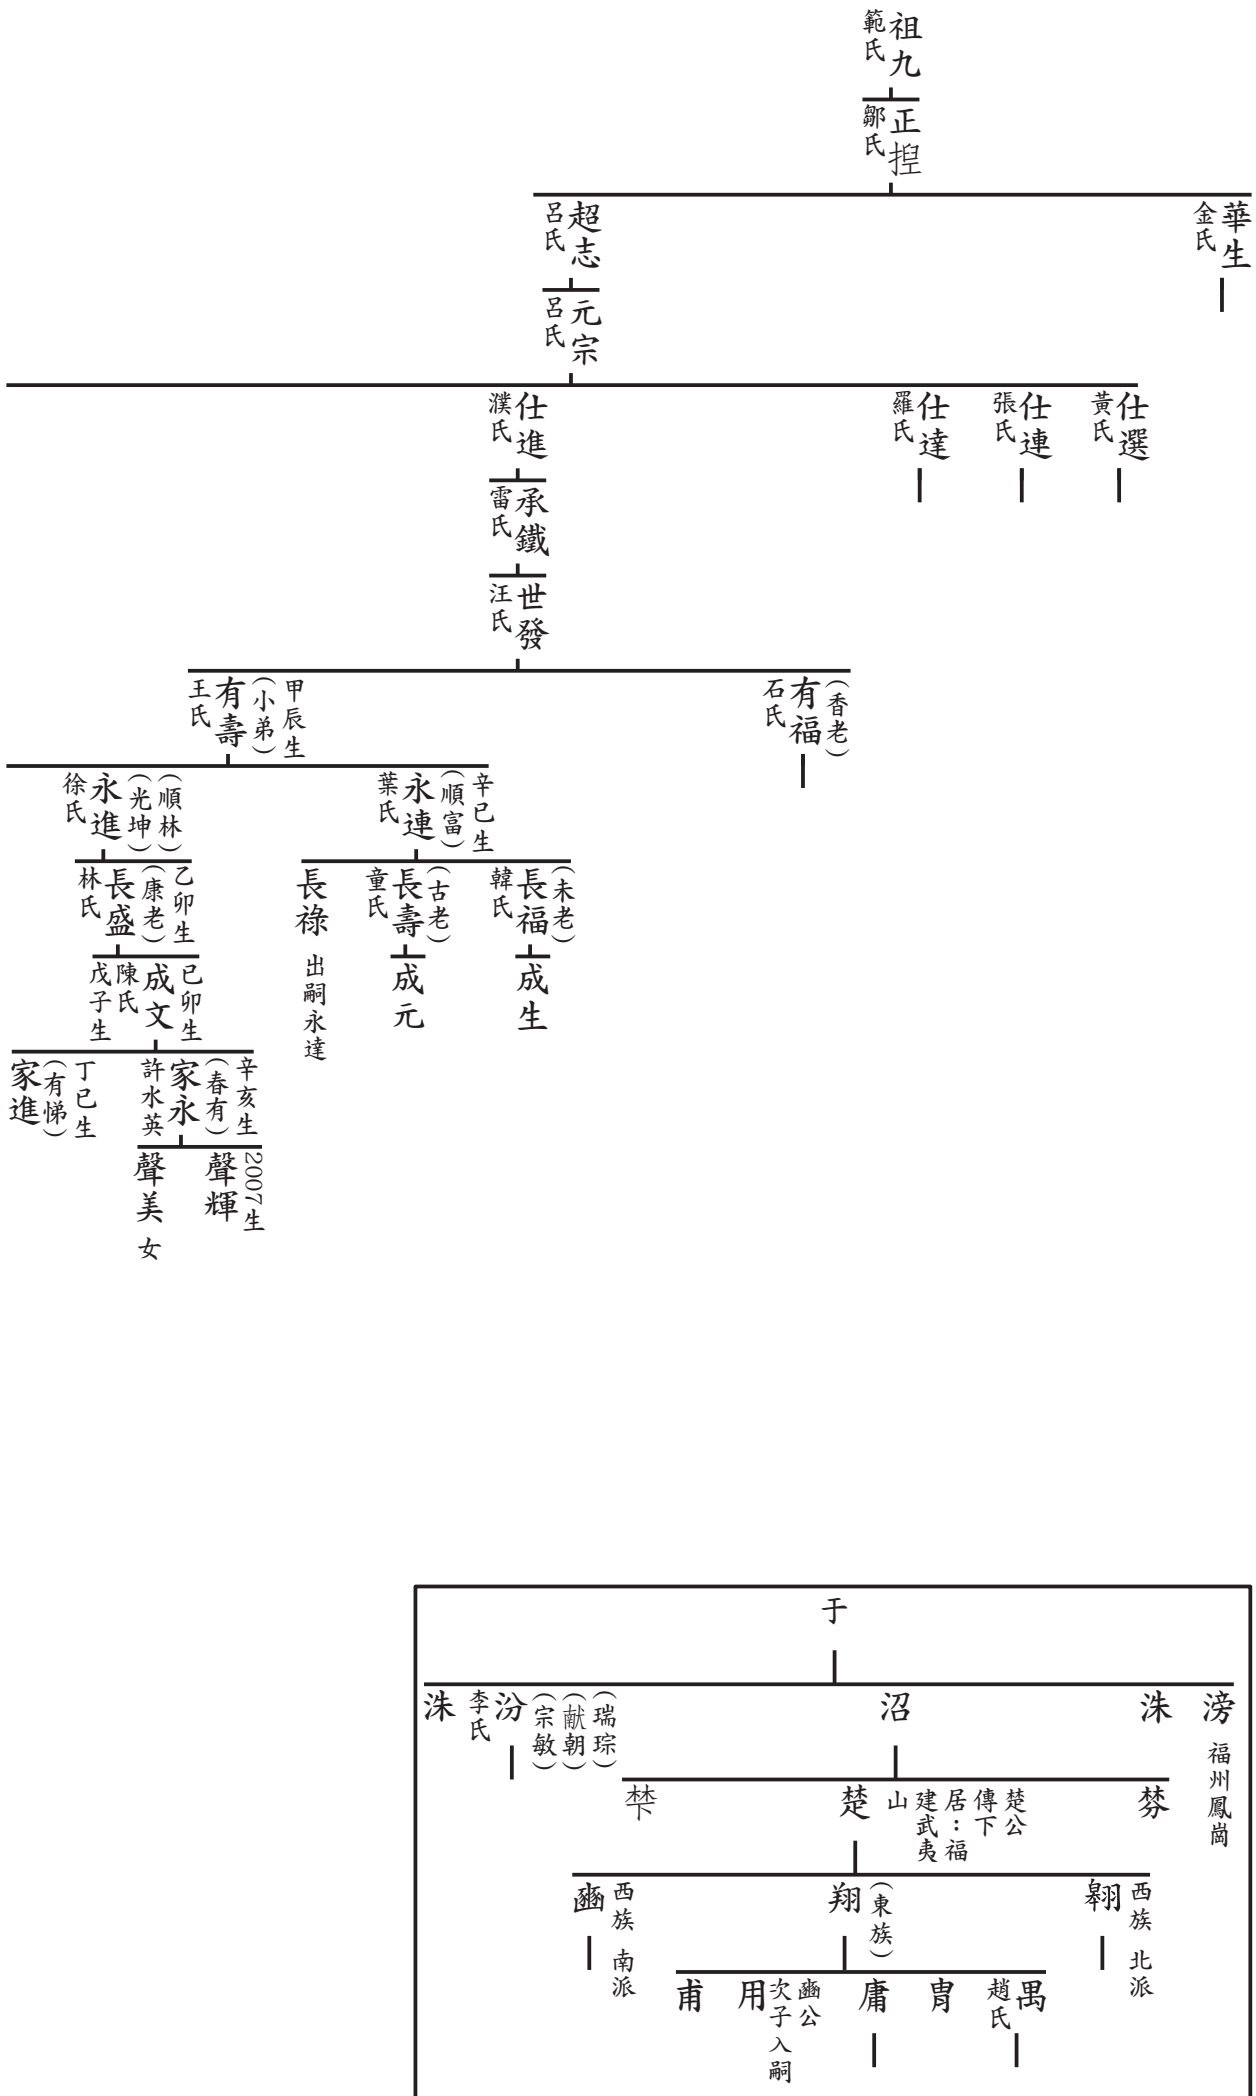 祖九
範氏
正揑
鄒氏
華生
金氏
超志
呂氏
元宗
呂氏
仕選
黃氏
仕連
張氏
仕達
羅氏
仕進
濮氏
承鐵
雷氏
世發
汪氏
(香老)
有福
石氏
甲辰生
(小弟)
有壽
王氏
辛巳生
(順富)
永連
葉氏
(順林)
(光坤)
永進
徐氏
(未老)
長福
韓氏
(古老)
長壽
童氏
長祿 出嗣永達
乙卯生
(康老)
長盛
林氏
成生
成元
已卯生
成文
陳氏
戊子生
辛亥生
(春有)
家永
許水英
丁巳生
(有悌)
家進
2007生
聲輝
聲美 女
于
滂 福州鳳崗
洙
沼
(瑞琮)
(献朝)
(宗敏)
汾
李氏
洙
棼
楚公
傳下
居：福
建武夷
山
楚
西族 北派
翱
(東族)
翔
西族 南派
豳
禺
趙氏
冑
庸
豳公
次子入嗣
用
甫